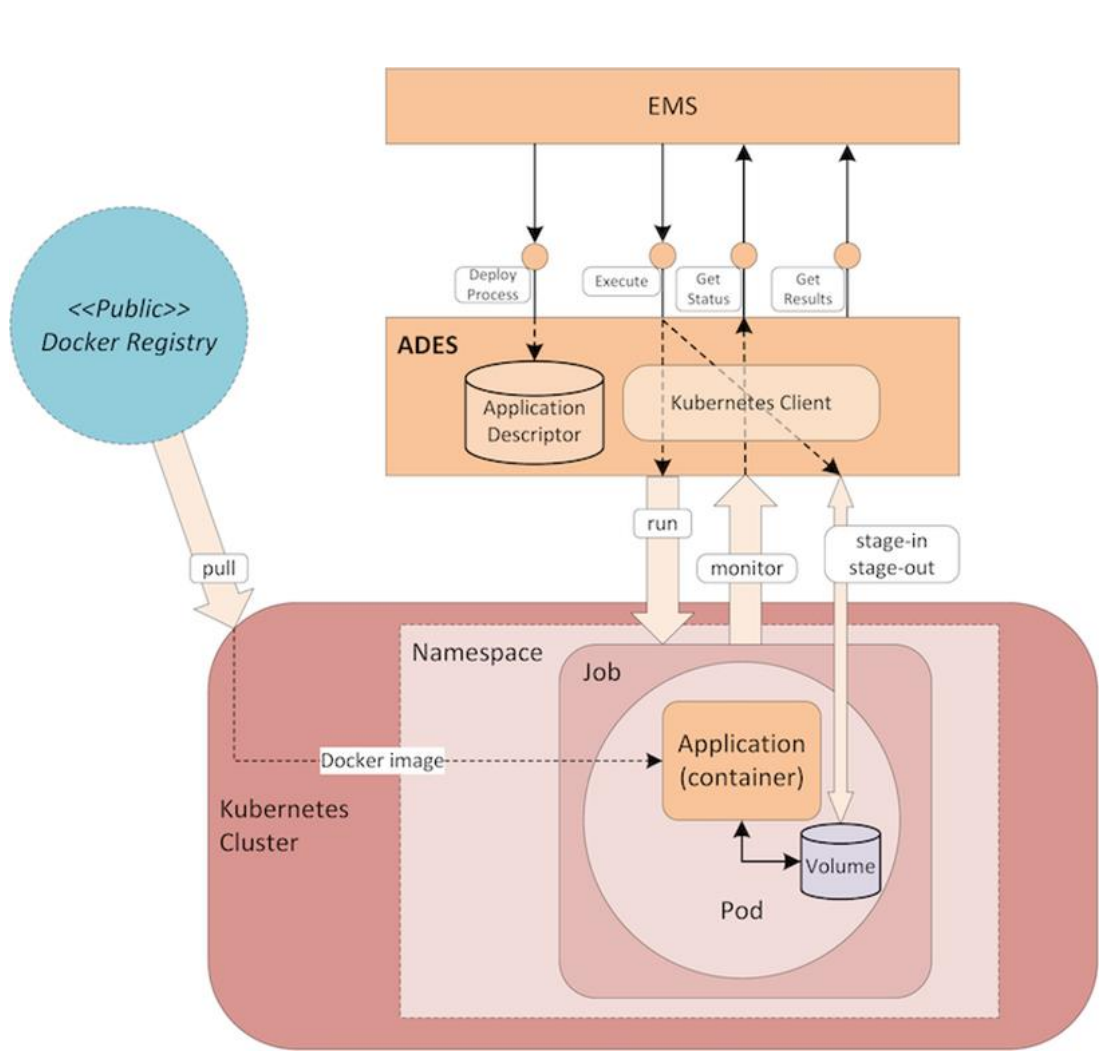 EMS
Deploy
Process
Execute
Get
Status
Get
Results
<<Public>>
Docker Registry
ADES
Application
Descriptor
Kubernetes Client
run
monitor
stage-in
stage-out
pull
Namespace
Job
Application
(container)
Docker image
Kubernetes
Cluster
Volume
Pod